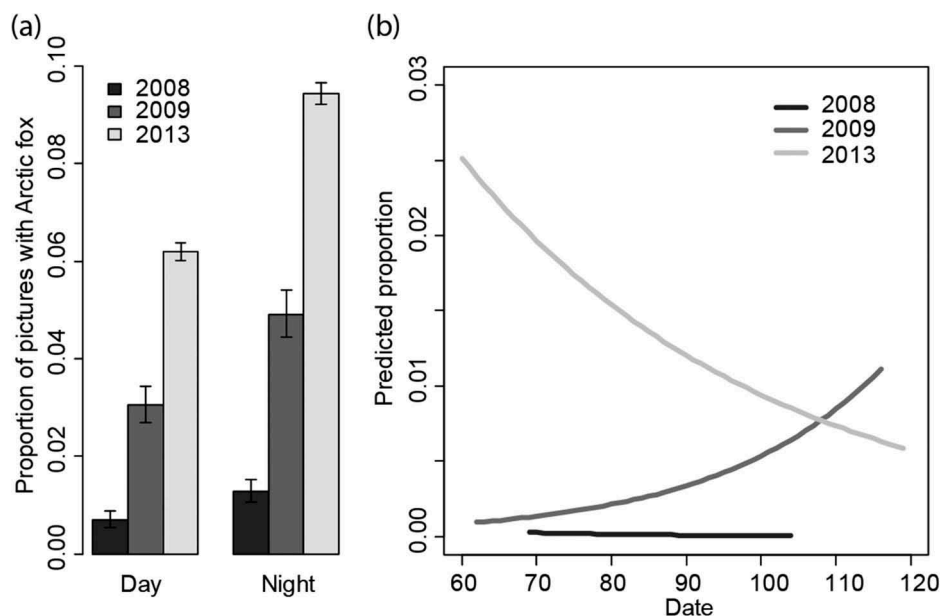 (a)
Proportion of pictures with Arctic fox
0.00 0.02 0.04 0.06 0.08 0.10
2008
2009
2013
Day Night
(b)
Predicted proportion
0.00 0.01 0.02 0.03
2008
2009
2013
60 70 80 90 100 110 120
Date